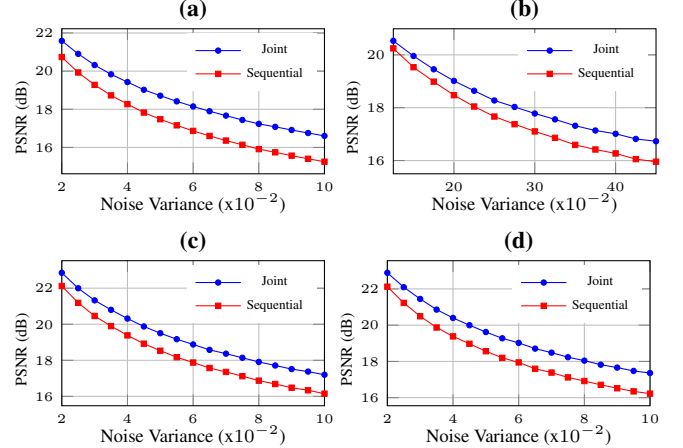 (a)
(b)
22
20
18
16
PSNR (dB)
Joint
Sequential
2
4
6
8
10
Noise Variance (x10−2)
20
18
16
PSNR (dB)
Joint
Sequential
20
30
40
Noise Variance (x10−2)
(c)
(d)
22
20
18
16
PSNR (dB)
Joint
Sequential
2
4
6
8
10
Noise Variance (x10−2)
24
22
20
18
16
PSNR (dB)
Joint
Sequential
2
4
6
8
10
Noise Variance (x10−2)